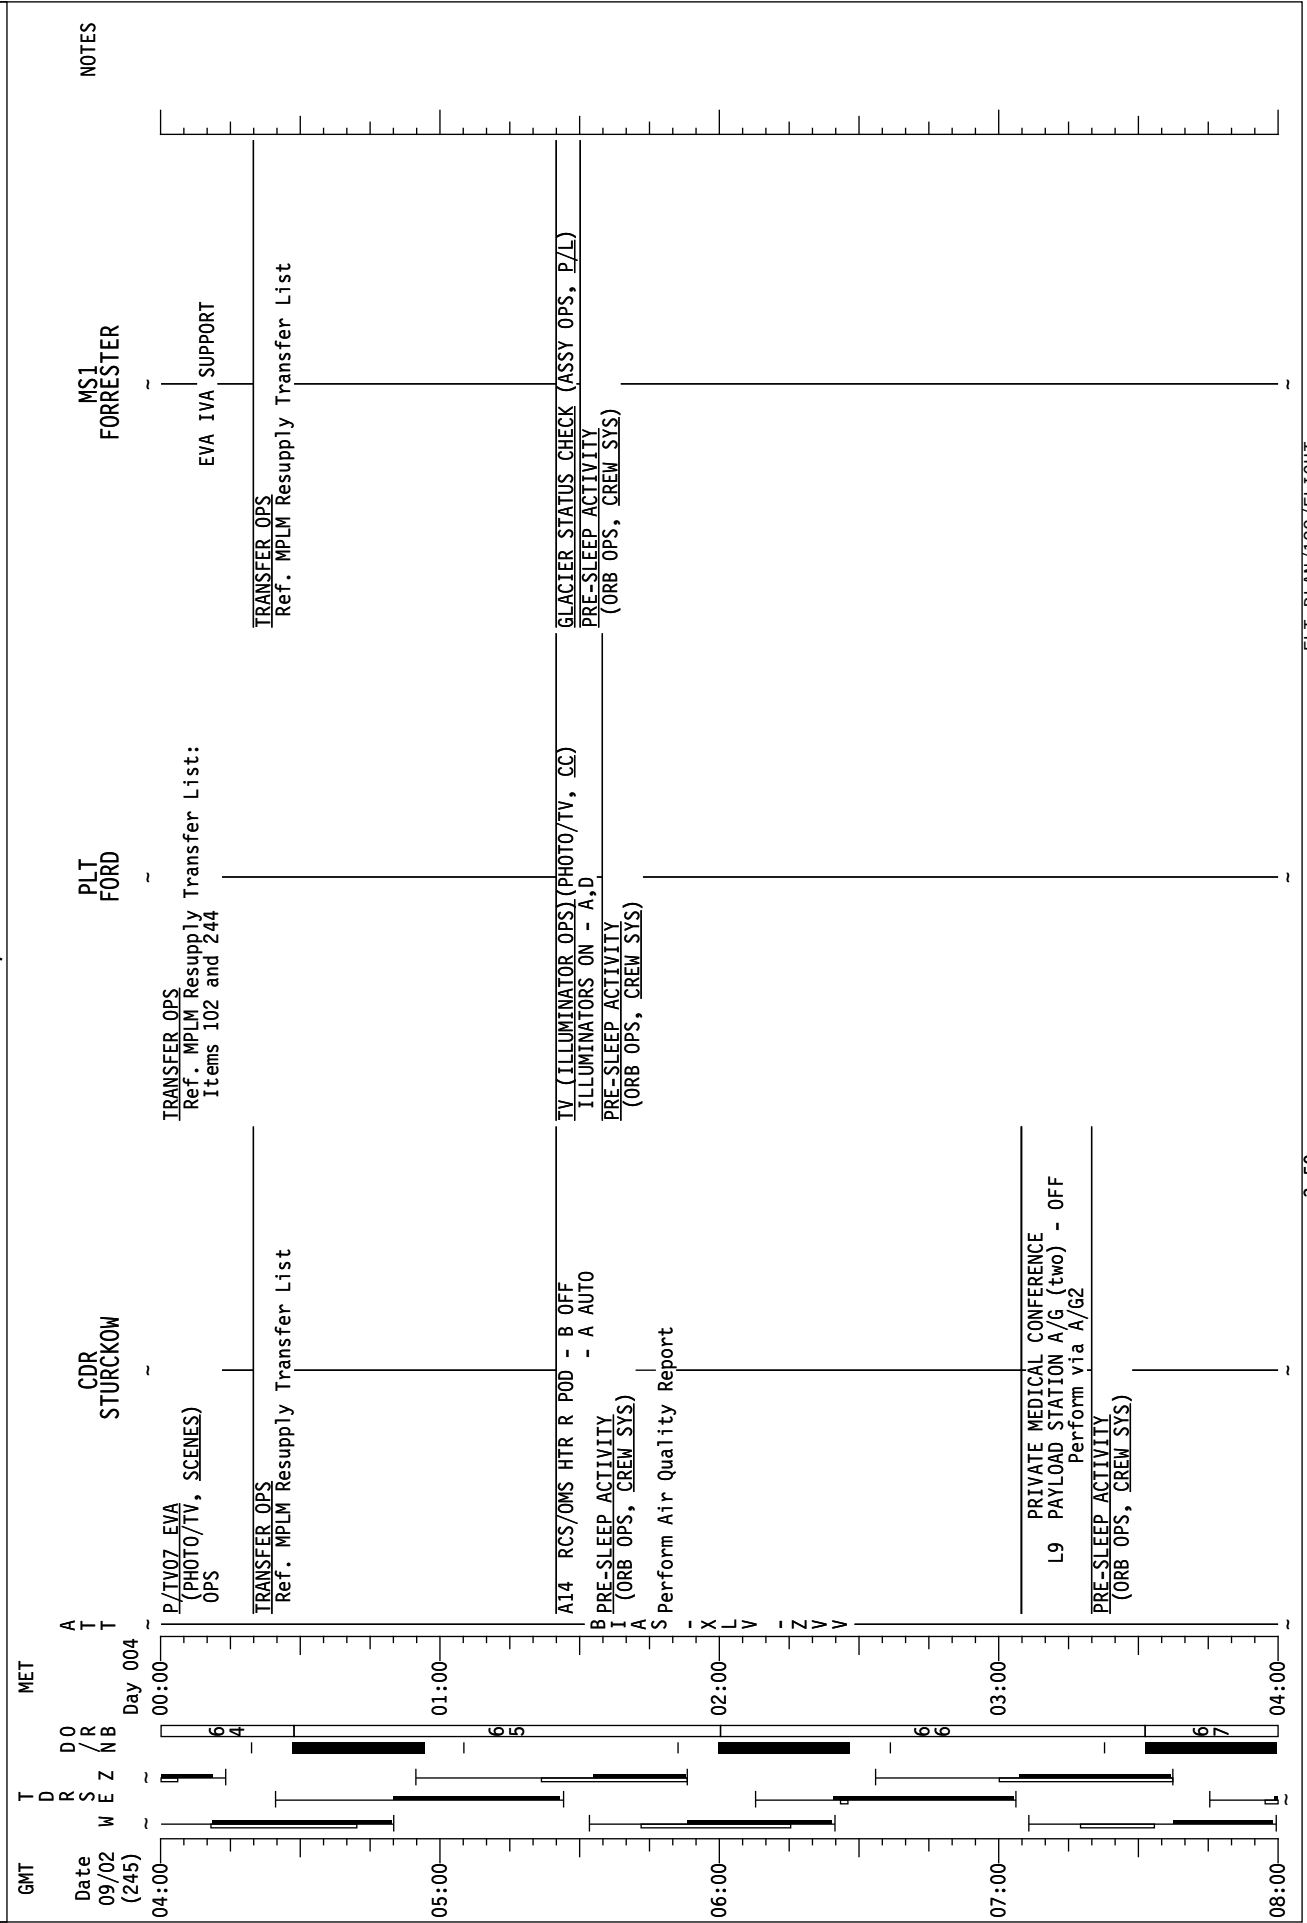 GMT
Date
09/02
(245)
04:00
05:00
06:00
07:00
08:00
T
D
R
S
W E Z
D O
/ R
N B
64
65
66
67
MET
Day 004
00:00
01:00
02:00
03:00
04:00
A
T
T
BIAS -XLV -ZVV
CDR
STURCKOW
P/TV07 EVA
(PHOTO/TV, SCENES)
OPS
TRANSFER OPS
Ref. MPLM Resupply Transfer List
A14 RCS/OMS HTR R POD - B OFF
- A AUTO
PRE-SLEEP ACTIVITY
(ORB OPS, CREW SYS)
Perform Air Quality Report
PRIVATE MEDICAL CONFERENCE
L9 PAYLOAD STATION A/G (two) - OFF
Perform via A/G2
PRE-SLEEP ACTIVITY
(ORB OPS, CREW SYS)
PLT
FORD
TRANSFER OPS
Ref. MPLM Resupply Transfer List:
Items 102 and 244
TV (ILLUMINATOR OPS)(PHOTO/TV, CC)
ILLUMINATORS ON - A,D
PRE-SLEEP ACTIVITY
(ORB OPS, CREW SYS)
MS1
FORRESTER
EVA IVA SUPPORT
TRANSFER OPS
Ref. MPLM Resupply Transfer List
GLACIER STATUS CHECK (ASSY OPS, P/L)
PRE-SLEEP ACTIVITY
(ORB OPS, CREW SYS)
NOTES